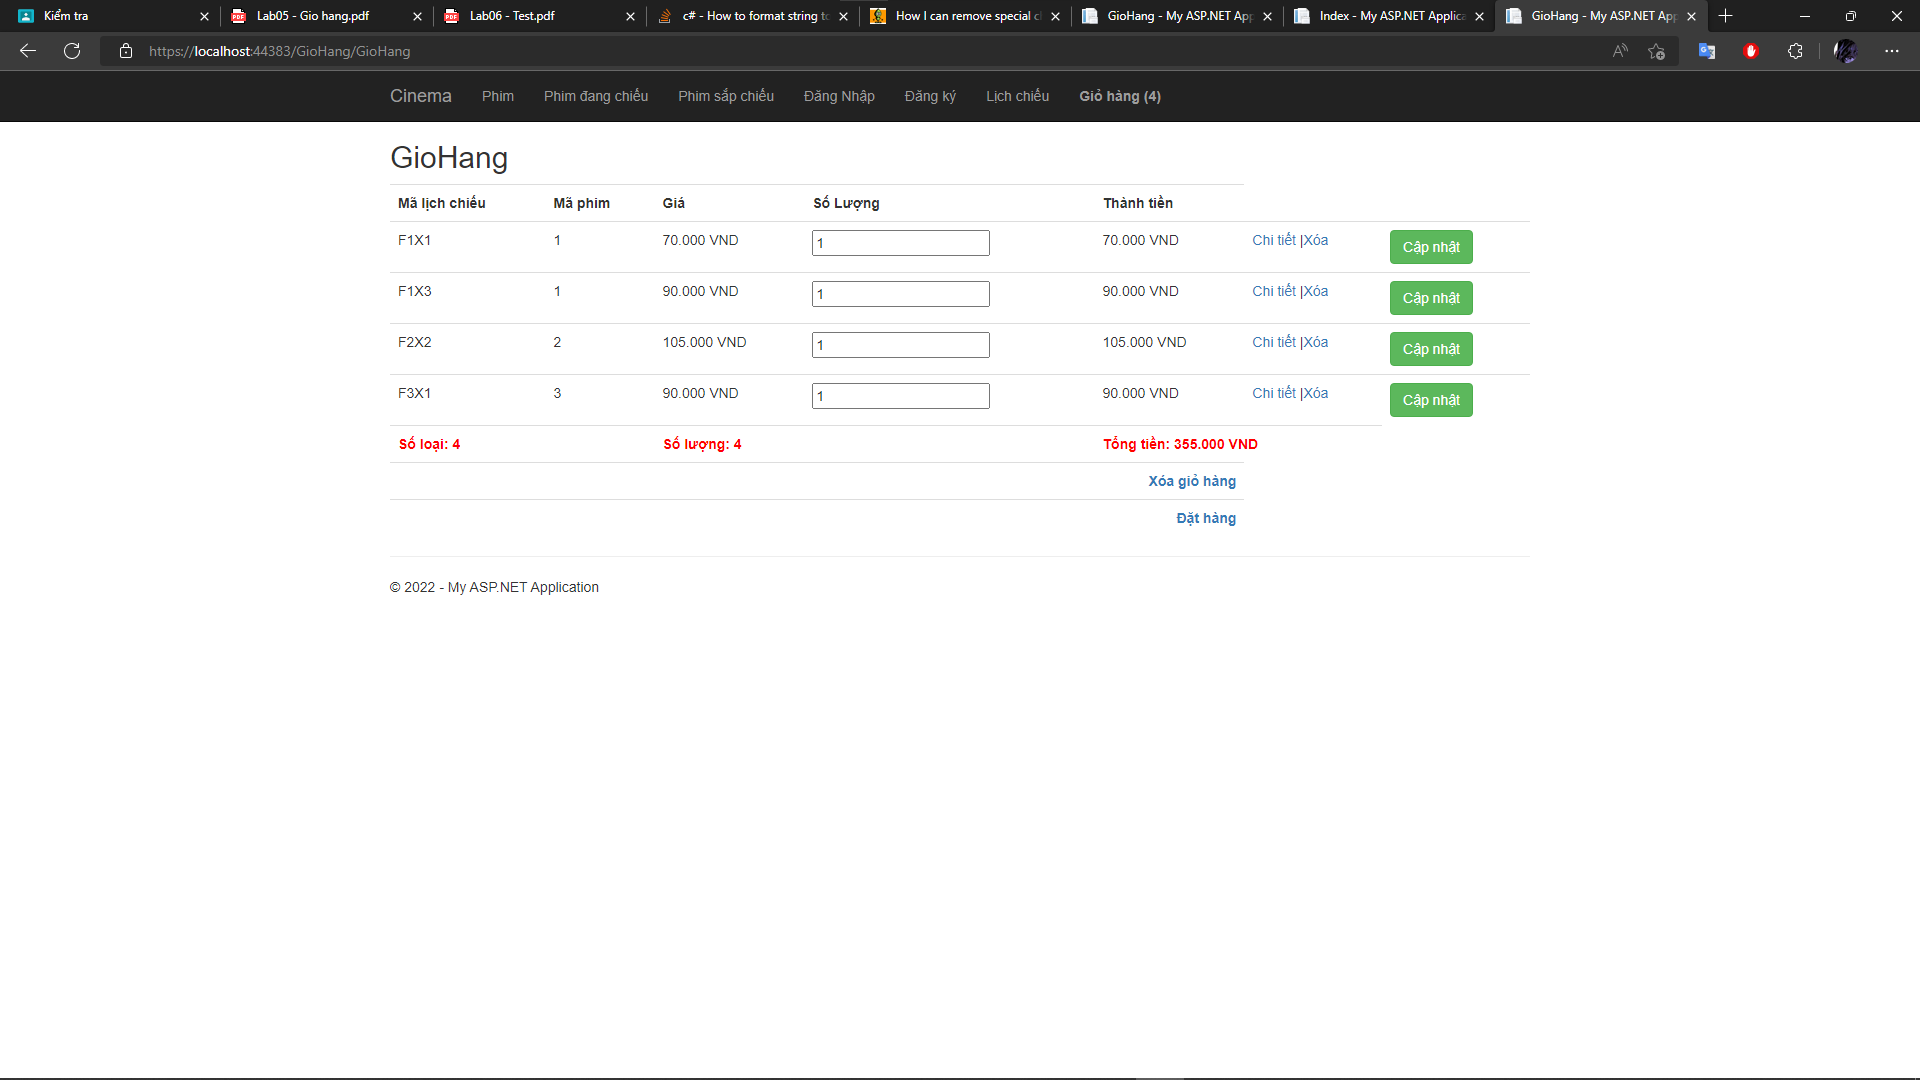 Kiểm tra
Lab05 - Gio hang.pdf
Lab06 - Test.pdf
c# - How to format string to
How I can remove special c
GioHang - My ASP.NET App
Index - My ASP.NET Applica
GioHang - My ASP.NET App
https://localhost:44383/GioHang/GioHang
Cinema Phim Phim đang chiếu Phim sắp chiếu Đăng Nhập Đăng ký Lịch chiếu Giỏ hàng (4)
GioHang
Mã lịch chiếu Mã phim Giá Số Lượng Thành tiền
F1X1 1 70.000 VND 1 70.000 VND Chi tiết |Xóa Cập nhật
F1X3 1 90.000 VND 1 90.000 VND Chi tiết |Xóa Cập nhật
F2X2 2 105.000 VND 1 105.000 VND Chi tiết |Xóa Cập nhật
F3X1 3 90.000 VND 1 90.000 VND Chi tiết |Xóa Cập nhật
Số loại: 4 Số lượng: 4 Tổng tiền: 355.000 VND
Xóa giỏ hàng
Đặt hàng
© 2022 - My ASP.NET Application